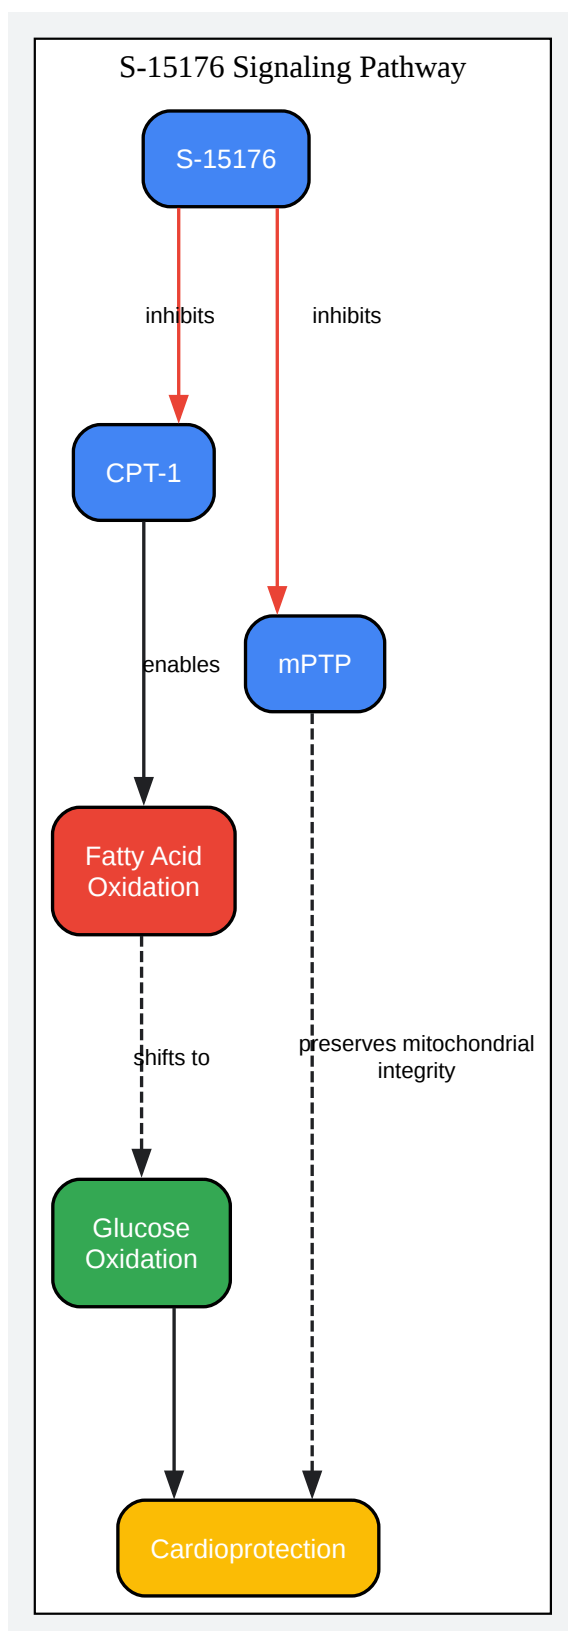 S-15176 Signaling Pathway
S-15176
inhibits
inhibits
CPT-1
enables
mPTP
Fatty Acid
Oxidation
shifts to
preserves mitochondrial
integrity
Glucose
Oxidation
Cardioprotection